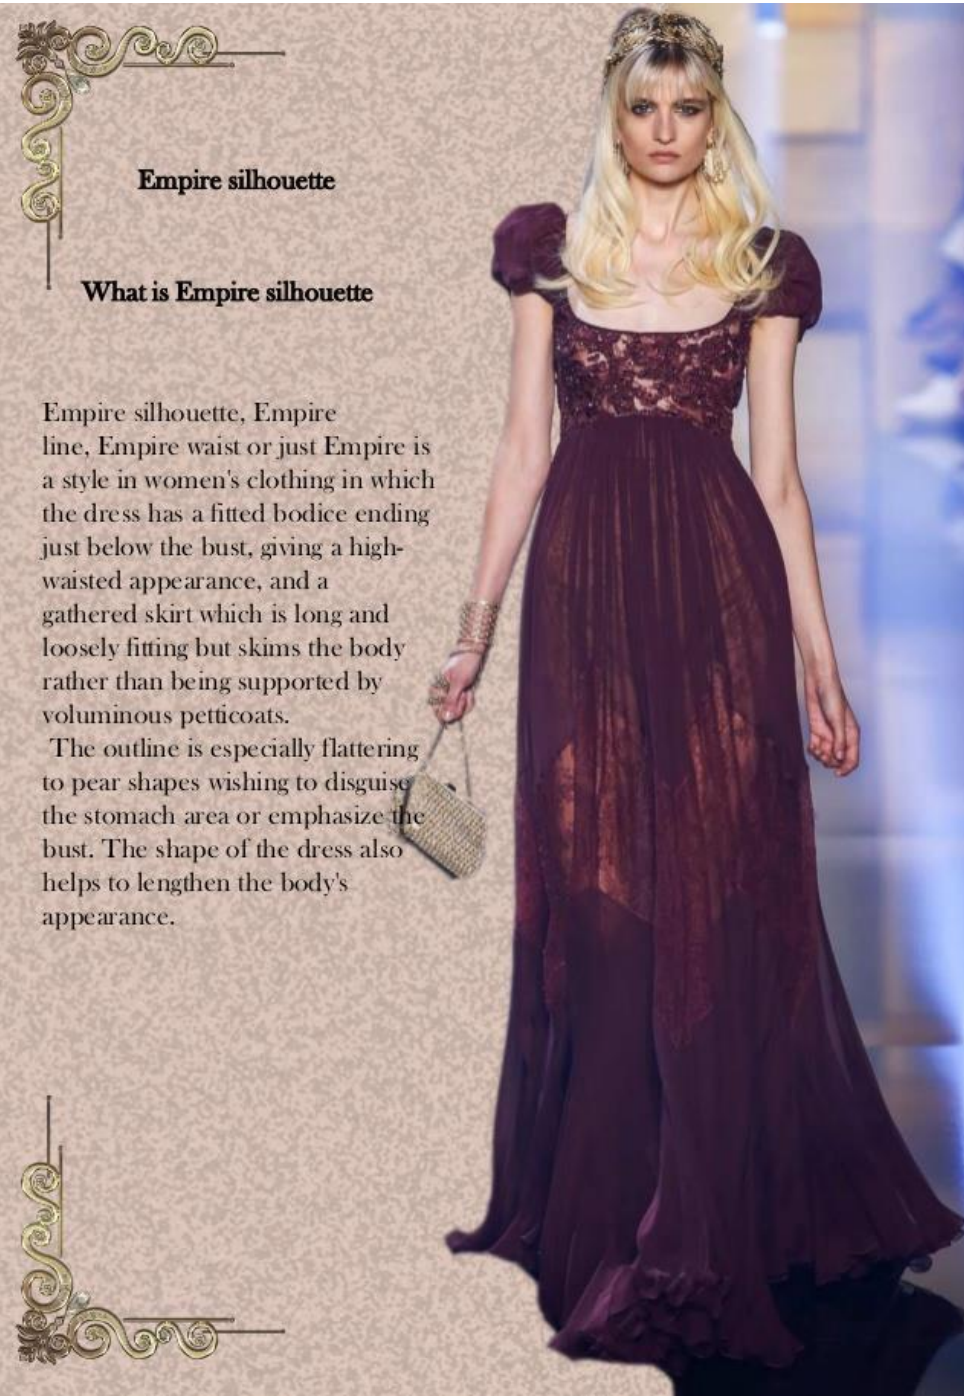 Empire silhouette
What is Empire silhouette
Empire silhouette, Empire
line, Empire waist or just Empire is
a style in women's clothing in which
the dress has a fitted bodice ending
just below the bust, giving a high-
waisted appearance, and a
gathered skirt which is long and
loosely fitting but skims the body
rather than being supported by
voluminous petticoats.
The outline is especially flattering
to pear shapes wishing to disguise
the stomach area or emphasize the
bust. The shape of the dress also
helps to lengthen the body's
appearance.